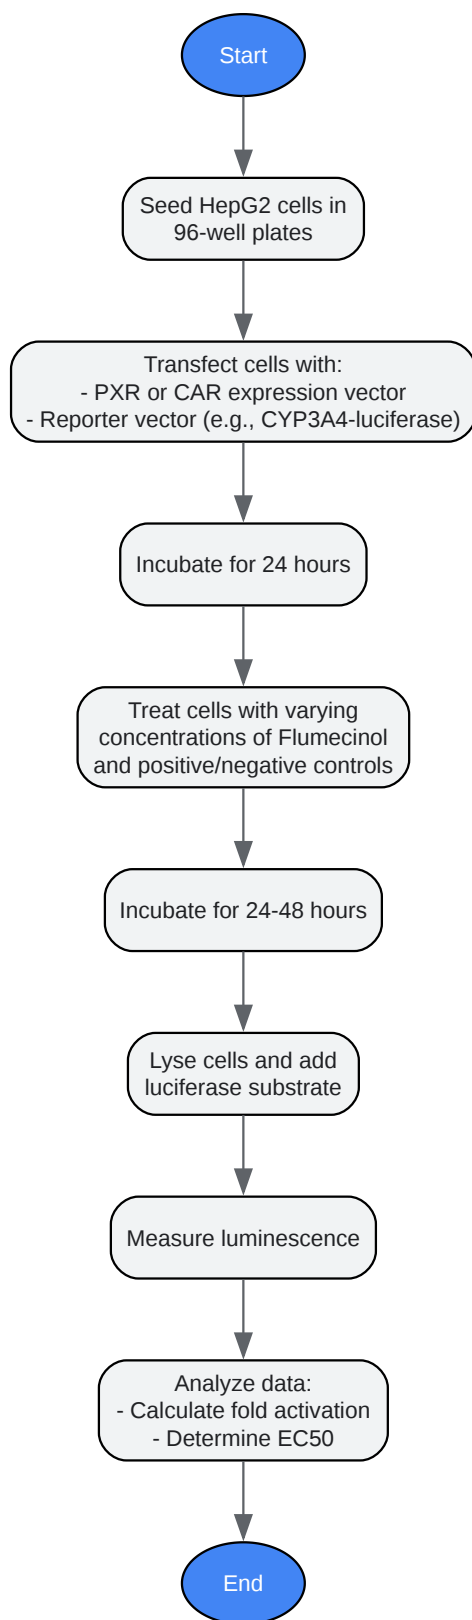 Start
Seed HepG2 cells in
96-well plates
Transfect cells with:
- PXR or CAR expression vector
- Reporter vector (e.g., CYP3A4-luciferase)
Incubate for 24 hours
Treat cells with varying
concentrations of Flumecinol
and positive/negative controls
Incubate for 24-48 hours
Lyse cells and add
luciferase substrate
Measure luminescence
Analyze data:
- Calculate fold activation
- Determine EC50
End